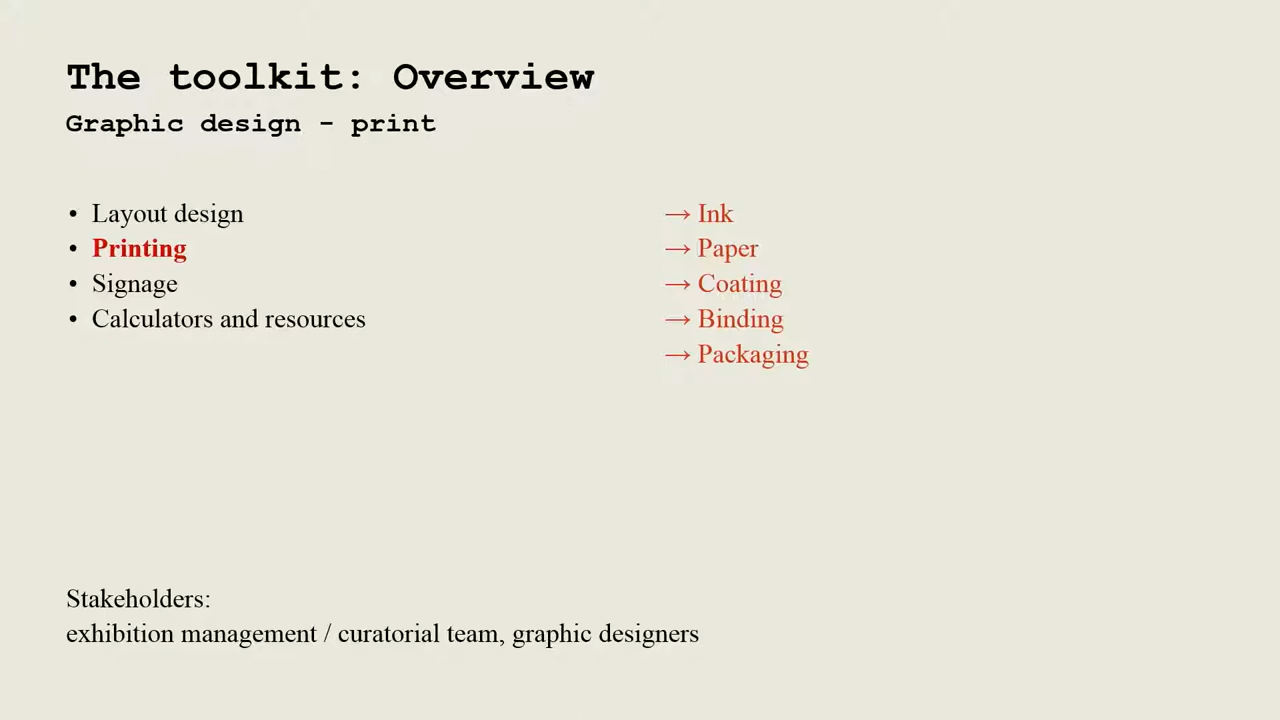 The toolkit: Overview
Graphic design - print
• Layout design
• Printing
• Signage
• Calculators and resources
→ Ink
→ Paper
→ Coating
→ Binding
→ Packaging
Stakeholders:
exhibition management / curatorial team, graphic designers